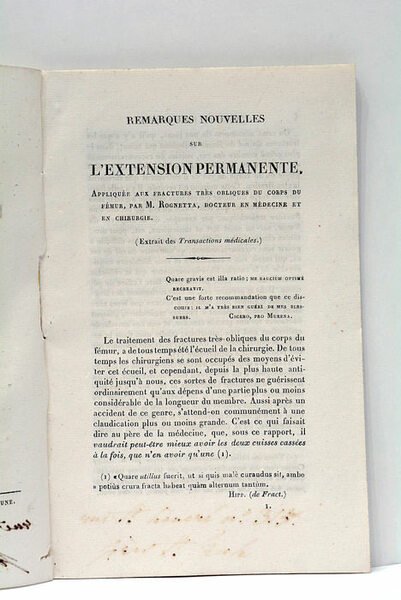 REMARQUES NOUVELLES
SUR
L'EXTENSION PERMANENTE,
APPLIQUÉE AUX FRACTURES TRÈS OBLIQUES DU CORPS DU
FÉMUR, PAR M. ROGNETTA, DOCTEUR EN MÉDECINE ET
EN CHIRURGIE.
(Extrait des Transactions médicales.)
Quare gravis est illa ratio; ME SAUCIUM OPTIME
RECREAVIT.
C'est une forte recommandation que ce dis-
cours: IL M'A TRÈS BIEN GUÉRI DE MES BLES-
SURES. CICERO, PRO MURENA.
Le traitement des fractures très-obliques du corps du
fémur, a de tous temps été l'écueil de la chirurgie. De tous
temps les chirurgiens se sont occupés des moyens d'évi-
ter cet écueil, et cependant, depuis la plus haute anti-
quité jusqu'à nous, ces sortes de fractures ne guérissent
ordinairement qu'aux dépens d'une partie plus ou moins
considérable de la longueur du membre. Aussi après un
accident de ce genre, s'attend-on communément à une
claudication plus ou moins grande. C'est ce qui faisait
dire au père de la médecine, que, sous ce rapport, il
vaudrait peut-être mieux avoir les deux cuisses cassées
à la fois, que n'en avoir qu'une (1).
(1) «Quare utilius fuerit, ut si quis malè curandus sit, ambo
» potiùs crura fracta habeat quàm alternum tantùm.
HIPP. (de Fract.)
1.
UNE.